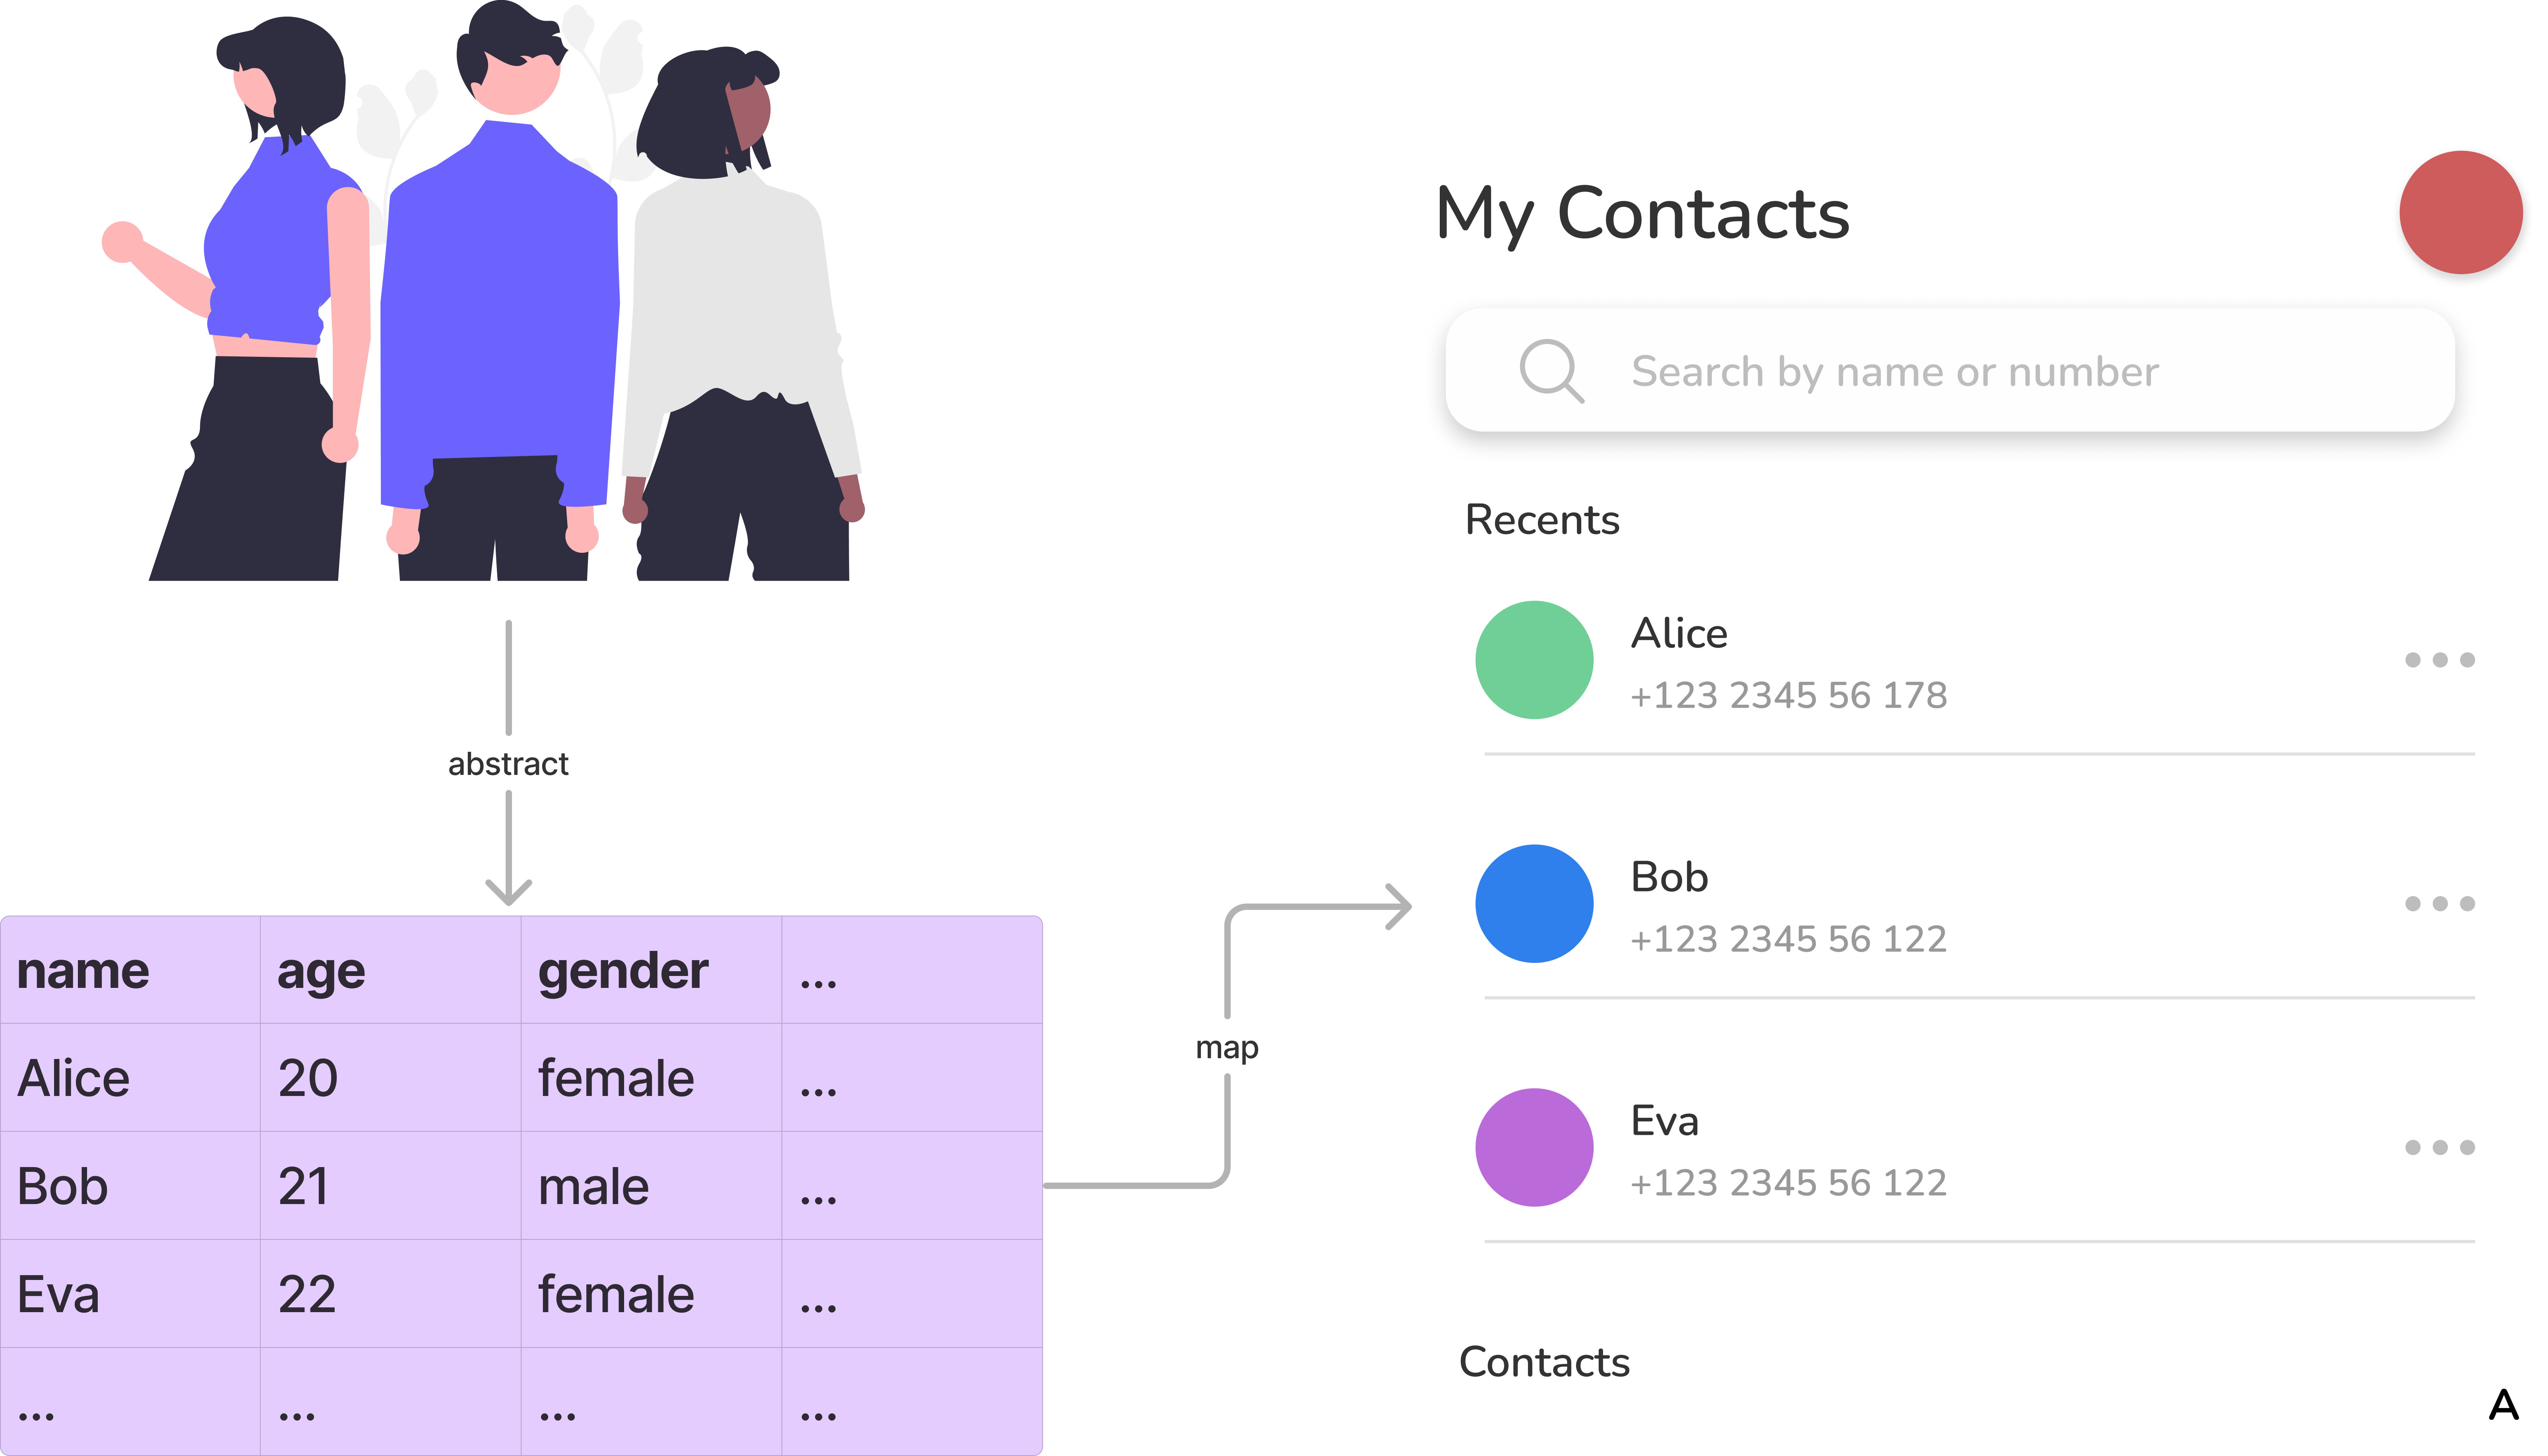 abstract
name age gender ...
Alice 20 female ...
Bob 21 male ...
Eva 22 female ...
... ... ... ...
map
My Contacts
Search by name or number
Recents
Alice
+123 2345 56 178
Bob
+123 2345 56 122
Eva
+123 2345 56 122
Contacts
A